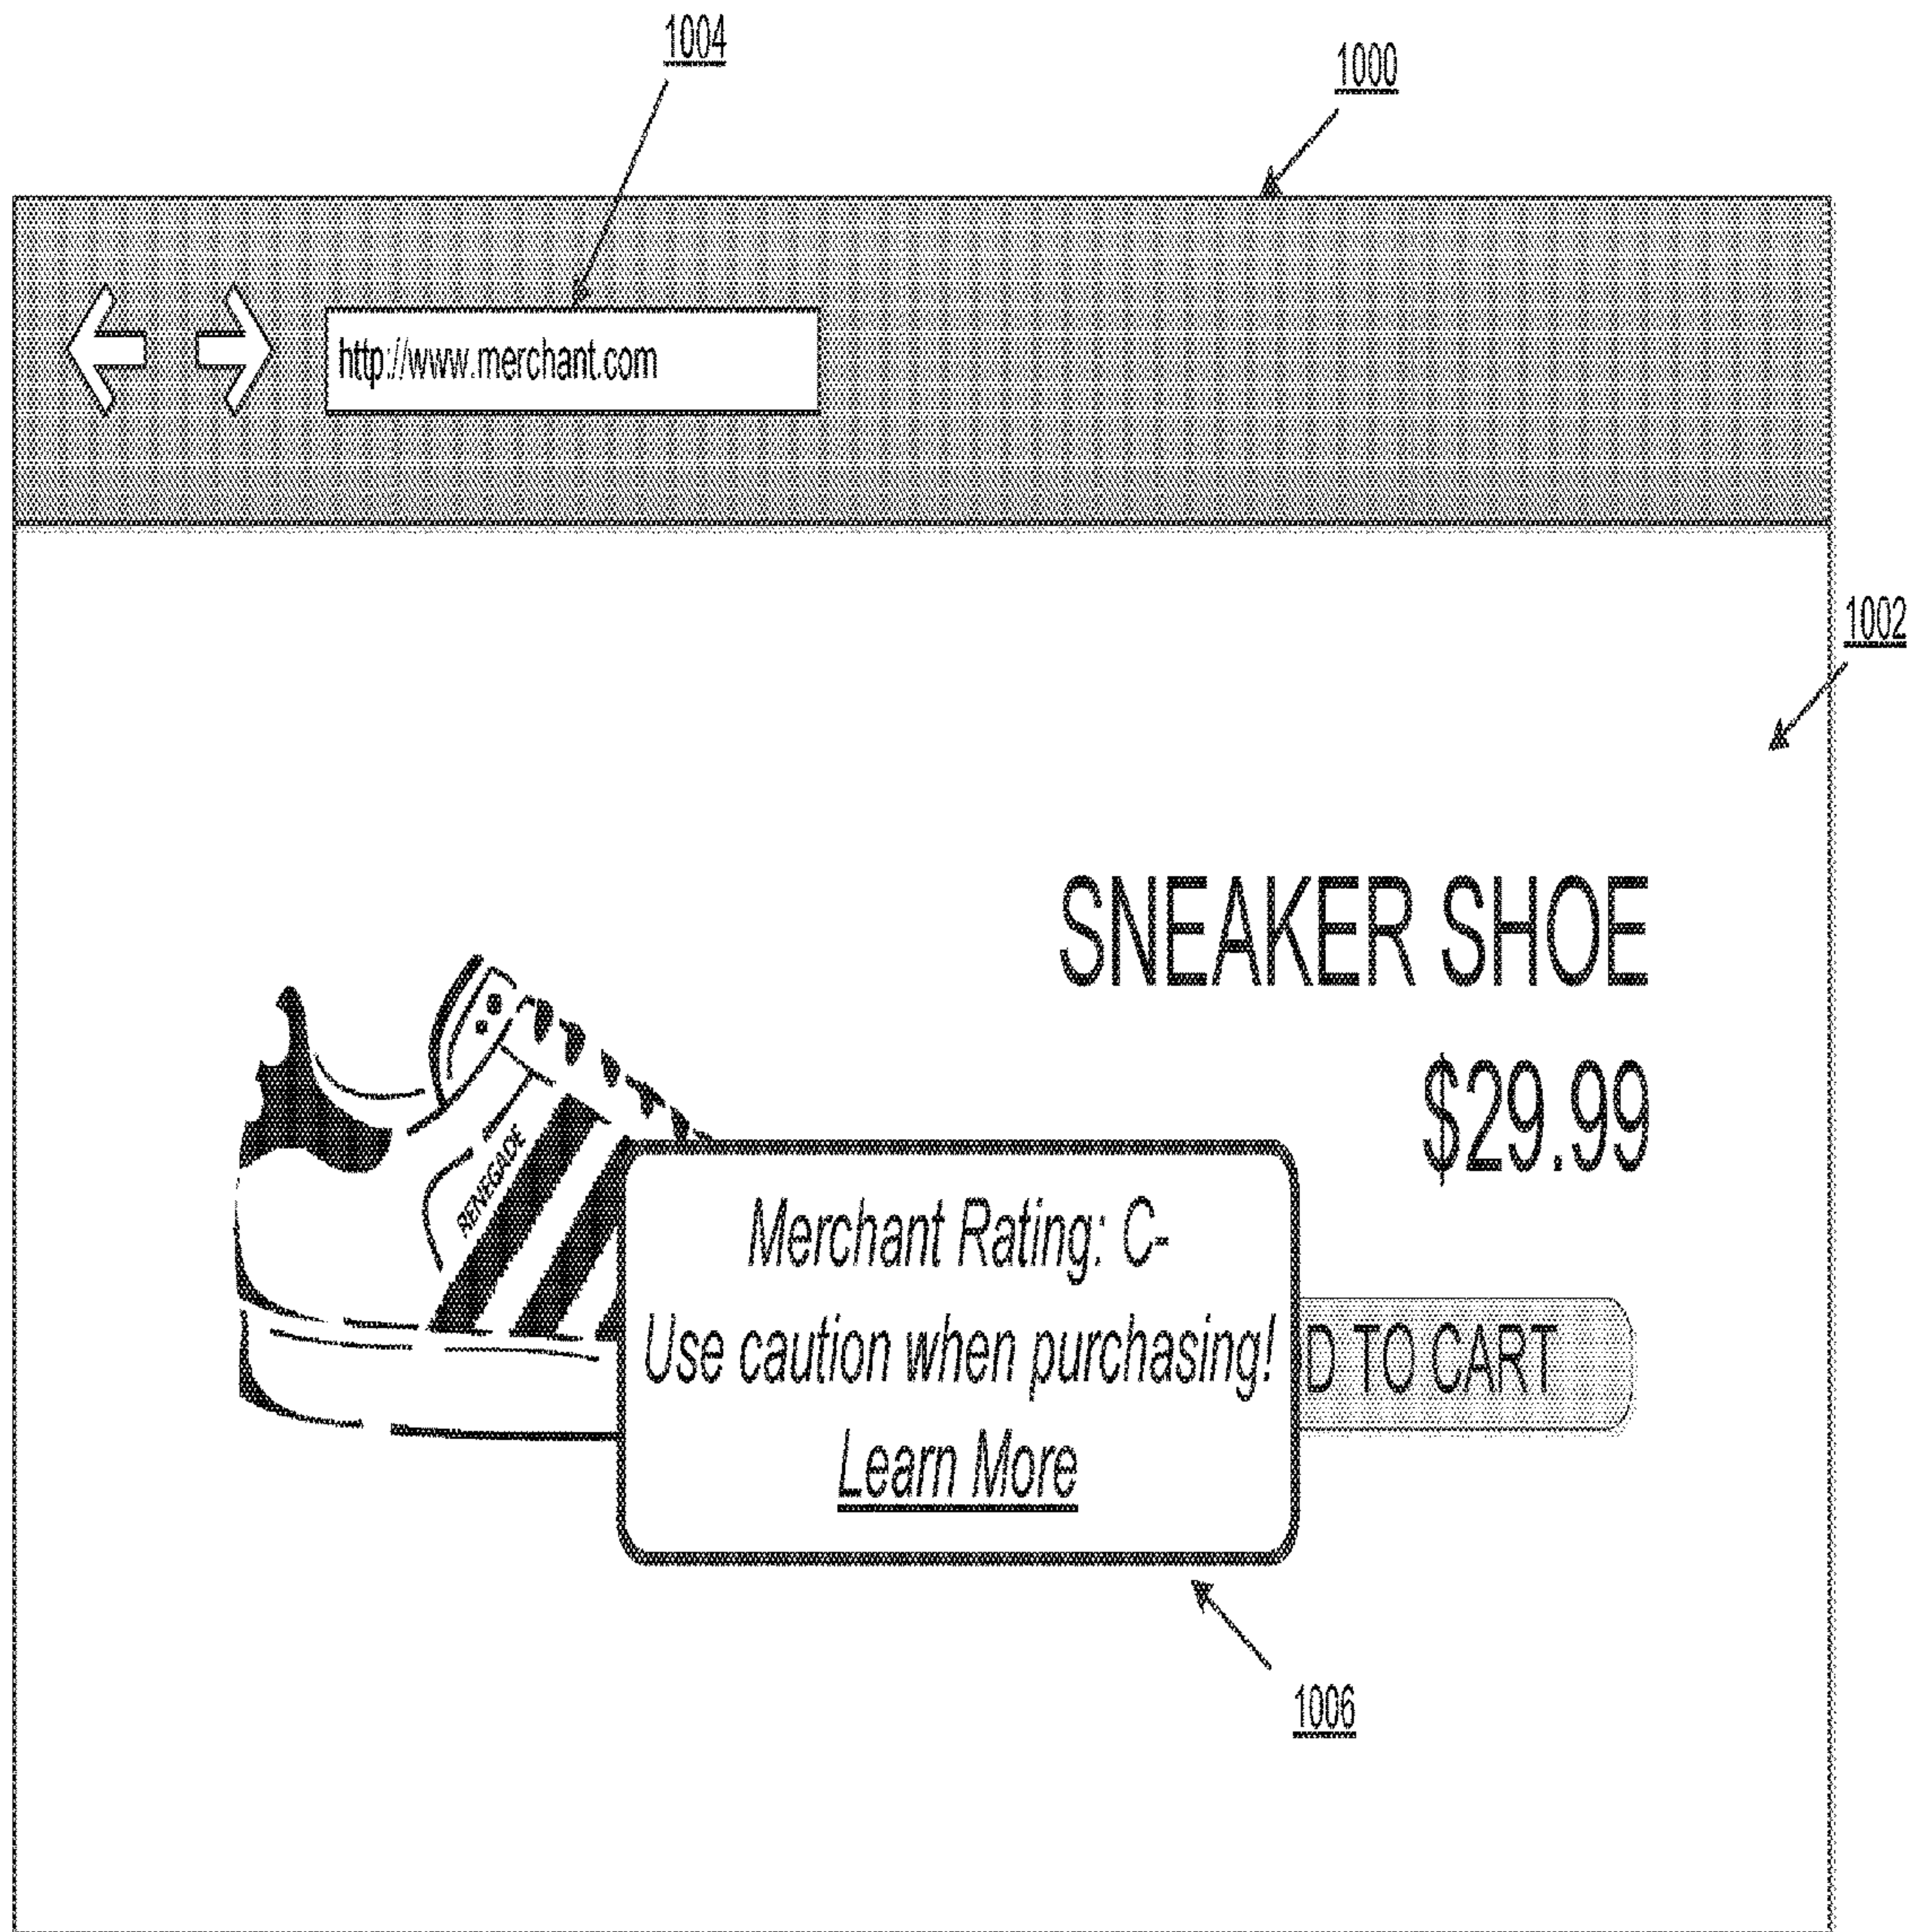 1004
1000
http://www.merchant.com
1002
SNEAKER SHOE
$29.99
RENEGADE
Merchant Rating: C-
Use caution when purchasing!
D TO CART
Learn More
1006